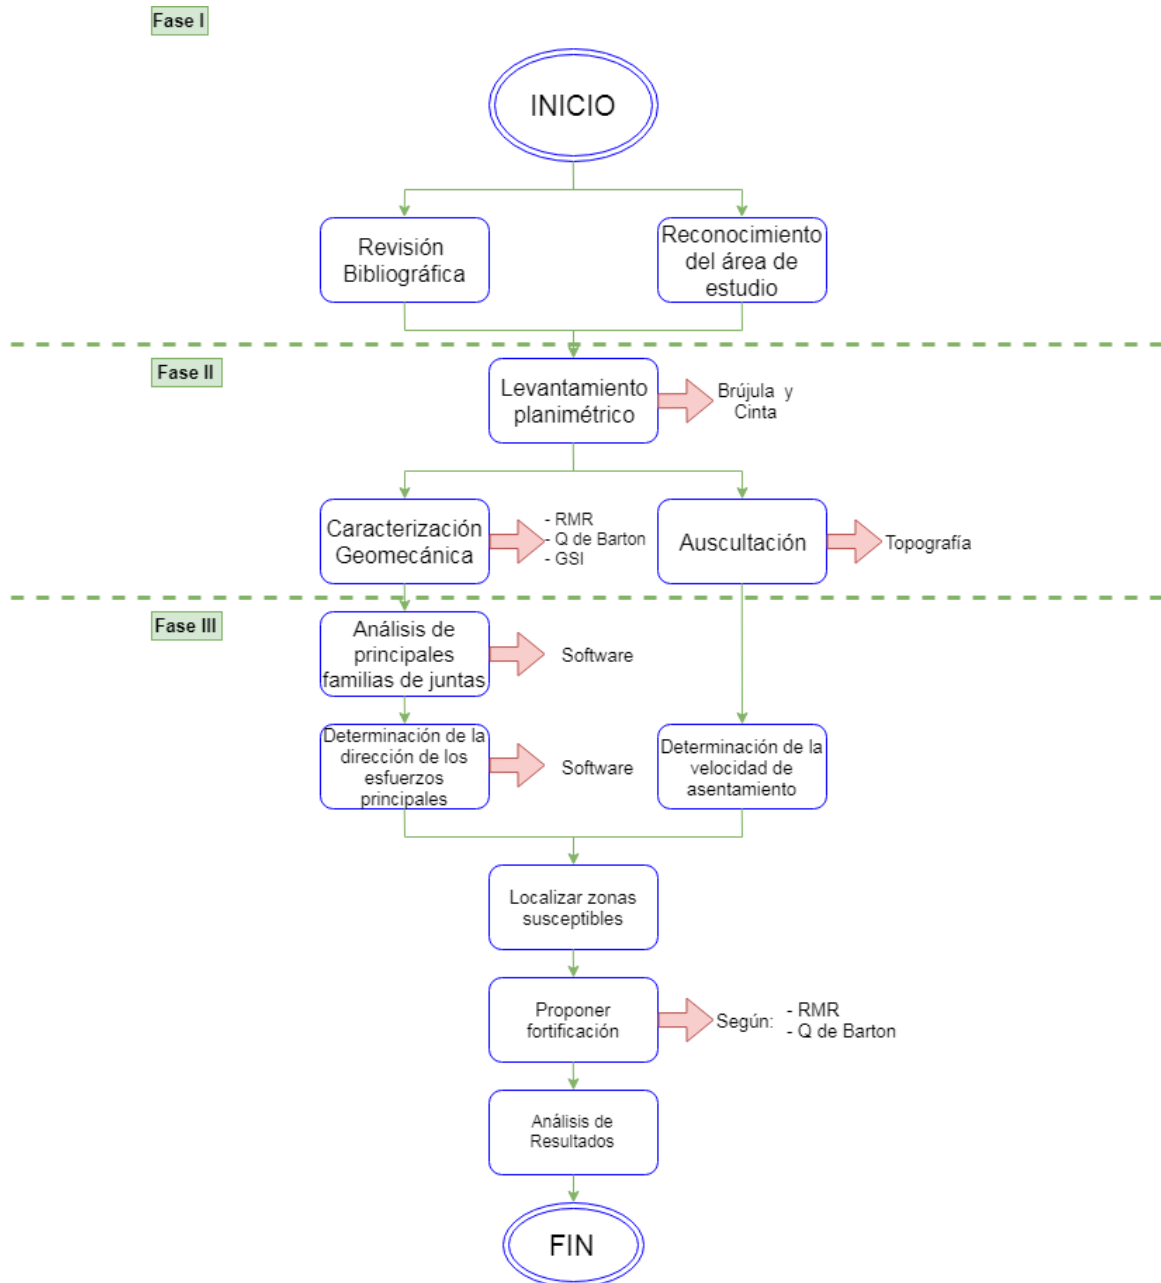 Fase I
INICIO
Revisión
Bibliográfica
Reconocimiento
del área de
estudio
Fase II
Levantamiento
planimétrico
Brújula y
Cinta
Caracterización
Geomecánica
- RMR
- Q de Barton
- GSI
Auscultación
Topografía
Fase III
Análisis de
principales
familias de juntas
Software
Determinación de la
dirección de los
esfuerzos
principales
Software
Determinación de la
velocidad de
asentamiento
Localizar zonas
susceptibles
Proponer
fortificación
Según:
- RMR
- Q de Barton
Análisis de
Resultados
FIN